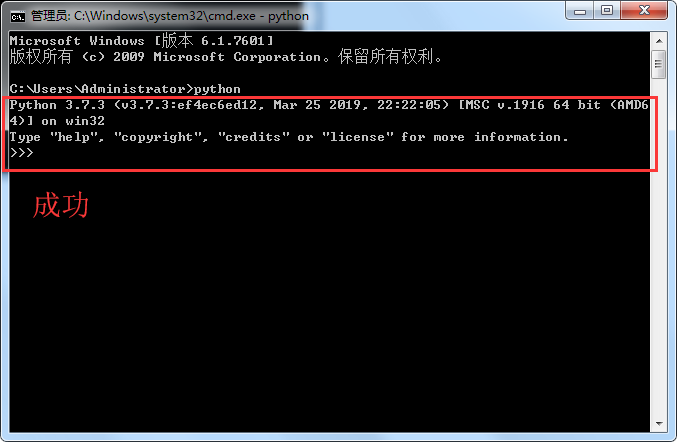 管理员: C:\Windows\system32\cmd.exe - python
Microsoft Windows [版本 6.1.7601]
版权所有 (c) 2009 Microsoft Corporation。保留所有权利。
C:\Users\Administrator>python
Python 3.7.3 (v3.7.3:ef4ec6ed12, Mar 25 2019, 22:22:05) [MSC v.1916 64 bit (AMD6
4)] on win32
Type "help", "copyright", "credits" or "license" for more information.
>>>
成功